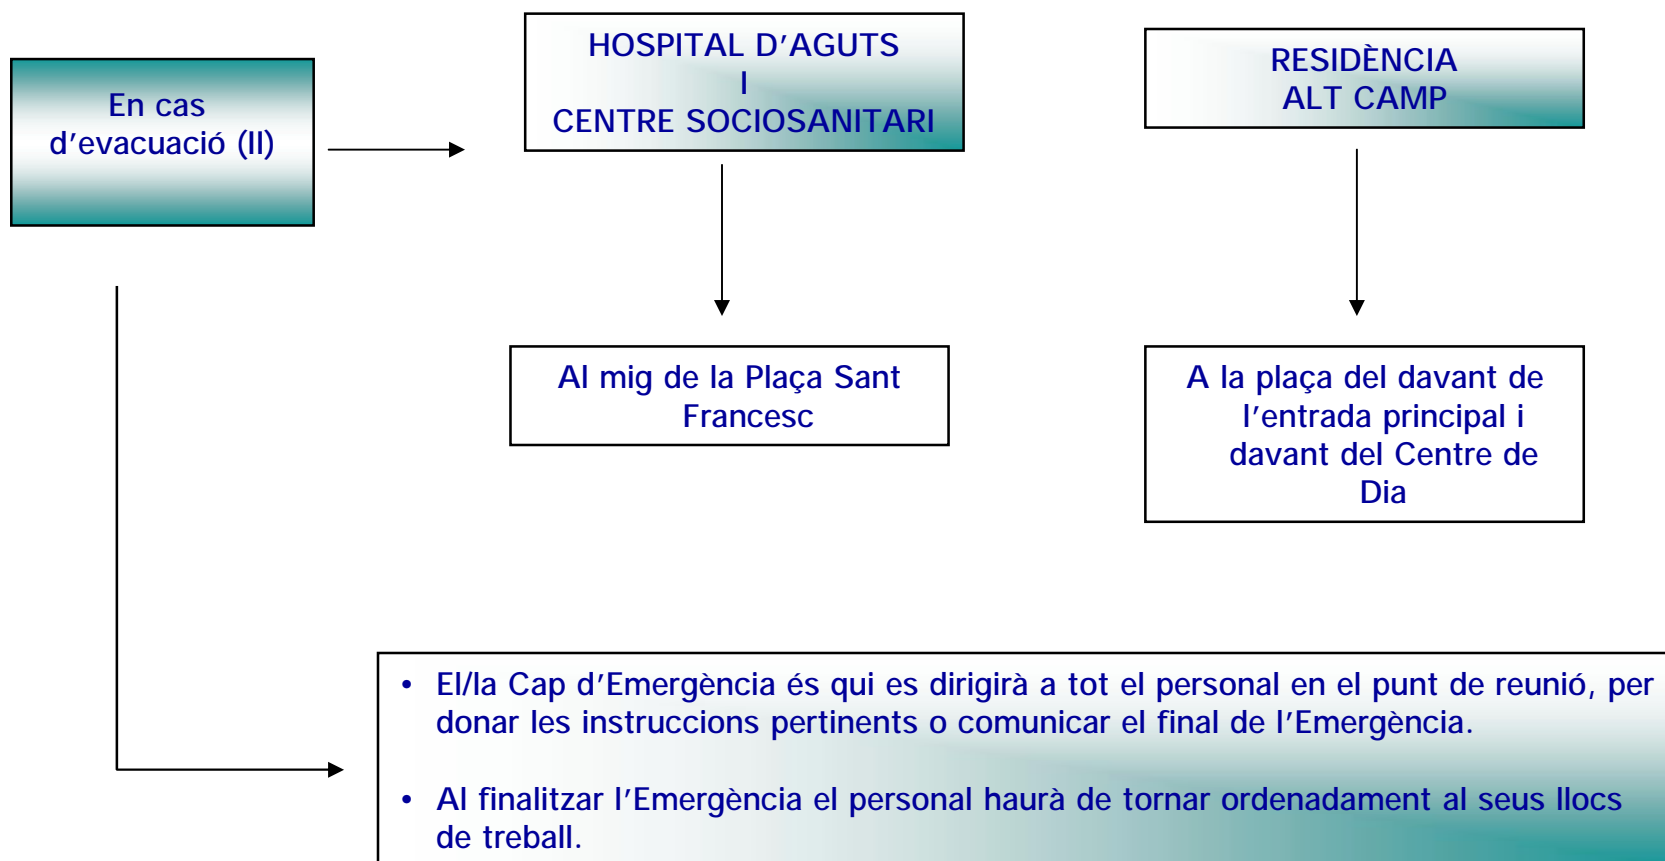 En cas
d'evacuació (II)
HOSPITAL D'AGUTS
I
CENTRE SOCIOSANITARI
RESIDÈNCIA
ALT CAMP
Al mig de la Plaça Sant
Francesc
A la plaça del davant de
l'entrada principal i
davant del Centre de
Dia
• El/la Cap d'Emergència és qui es dirigirà a tot el personal en el punt de reunió, per
donar les instruccions pertinents o comunicar el final de l'Emergència.
• Al finalitzar l'Emergència el personal haurà de tornar ordenadament al seus llocs
de treball.